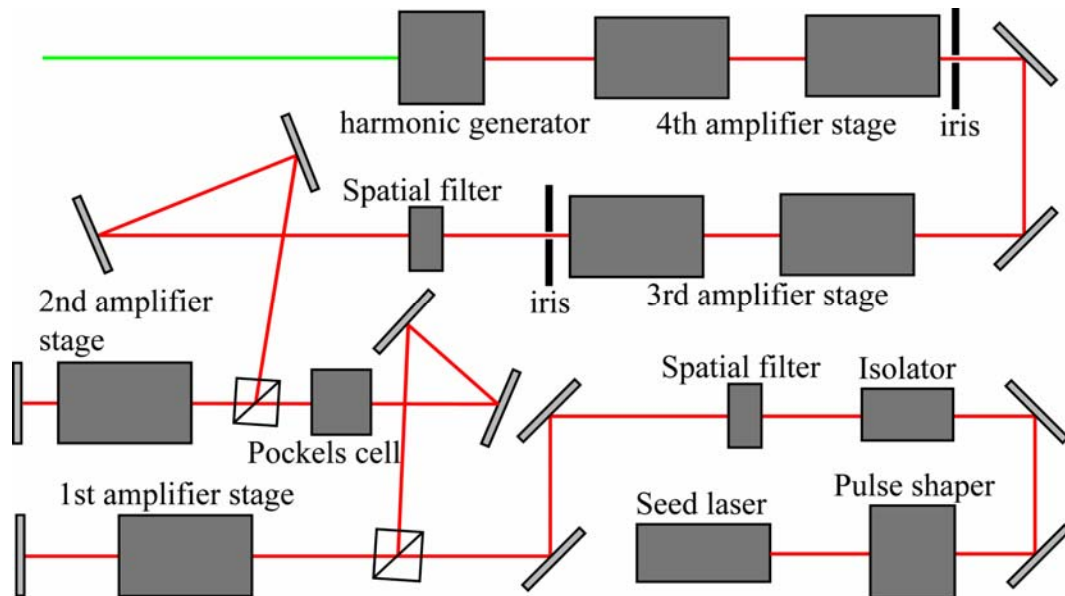 harmonic generator
4th amplifier stage
iris
Spatial filter
iris
3rd amplifier stage
2nd amplifier
stage
Pockels cell
Spatial filter
Isolator
1st amplifier stage
Seed laser
Pulse shaper